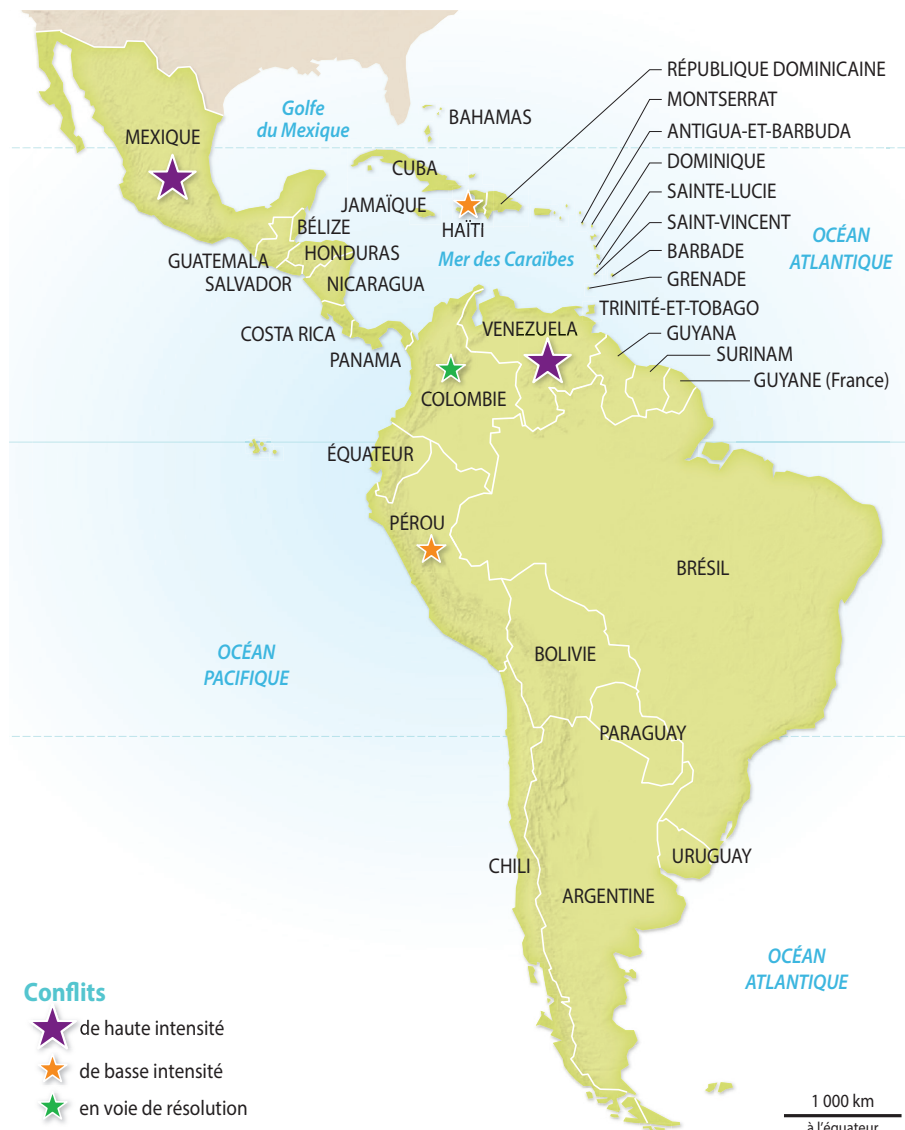 RÉPUBLIQUE DOMINICAINE
MONTSERRAT
ANTIGUA-ET-BARBUDA
DOMINIQUE
SAINTE-LUCIE
SAINT-VINCENT
BARBADE
GRENADE
TRINITÉ-ET-TOBAGO
GUYANA
SURINAM
GUYANE (France)
Golfe
du Mexique
BAHAMAS
MEXIQUE
CUBA
JAMAÏQUE
HAÏTI
BÉLIZE
HONDURAS
GUATEMALA
SALVADOR
NICARAGUA
Mer des Caraïbes
OCÉAN
ATLANTIQUE
COSTA RICA
PANAMA
VENEZUELA
COLOMBIE
ÉQUATEUR
PÉROU
BRÉSIL
OCÉAN
PACIFIQUE
BOLIVIE
PARAGUAY
CHILI
URUGUAY
ARGENTINE
OCÉAN
ATLANTIQUE
Conflits
de haute intensité
de basse intensité
en voie de résolution
1 000 km
à l'équateur